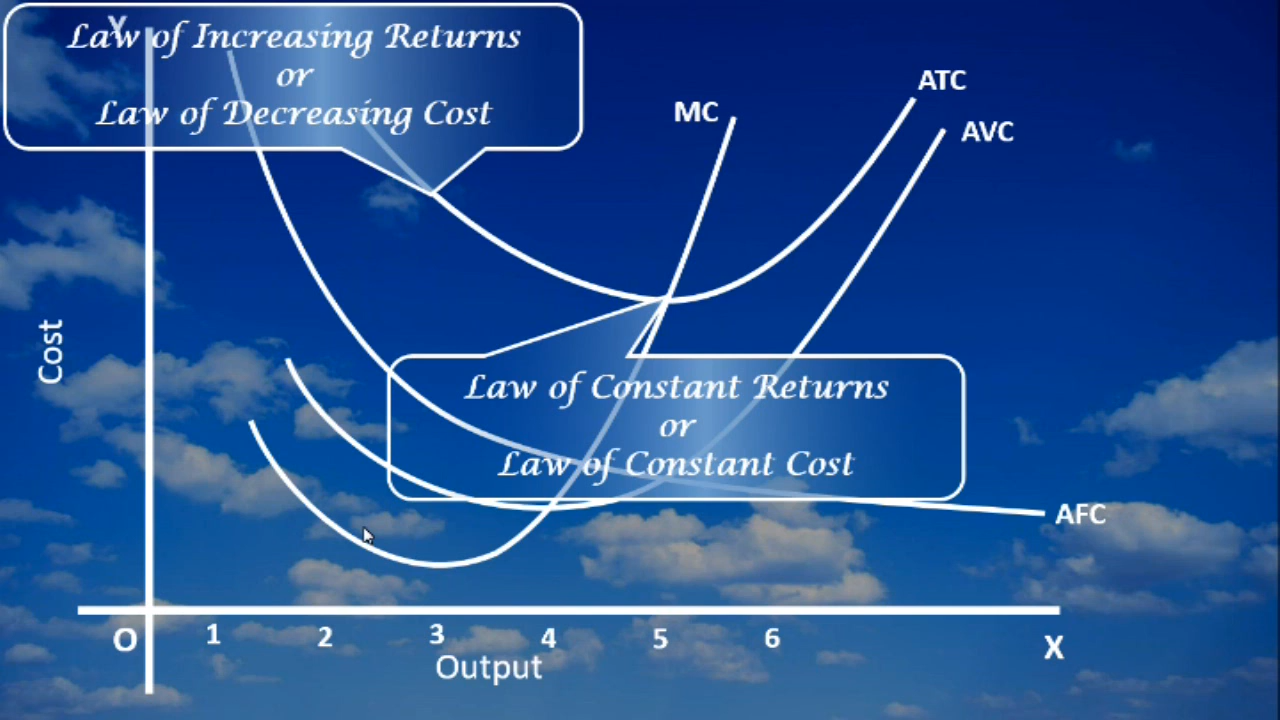 Y
Law of Increasing Returns
or
Law of Decreasing Cost
ATC
MC
AVC
Cost
Law of Constant Returns
or
Law of Constant Cost
AFC
O
1 2 3 4 5 6
X
Output